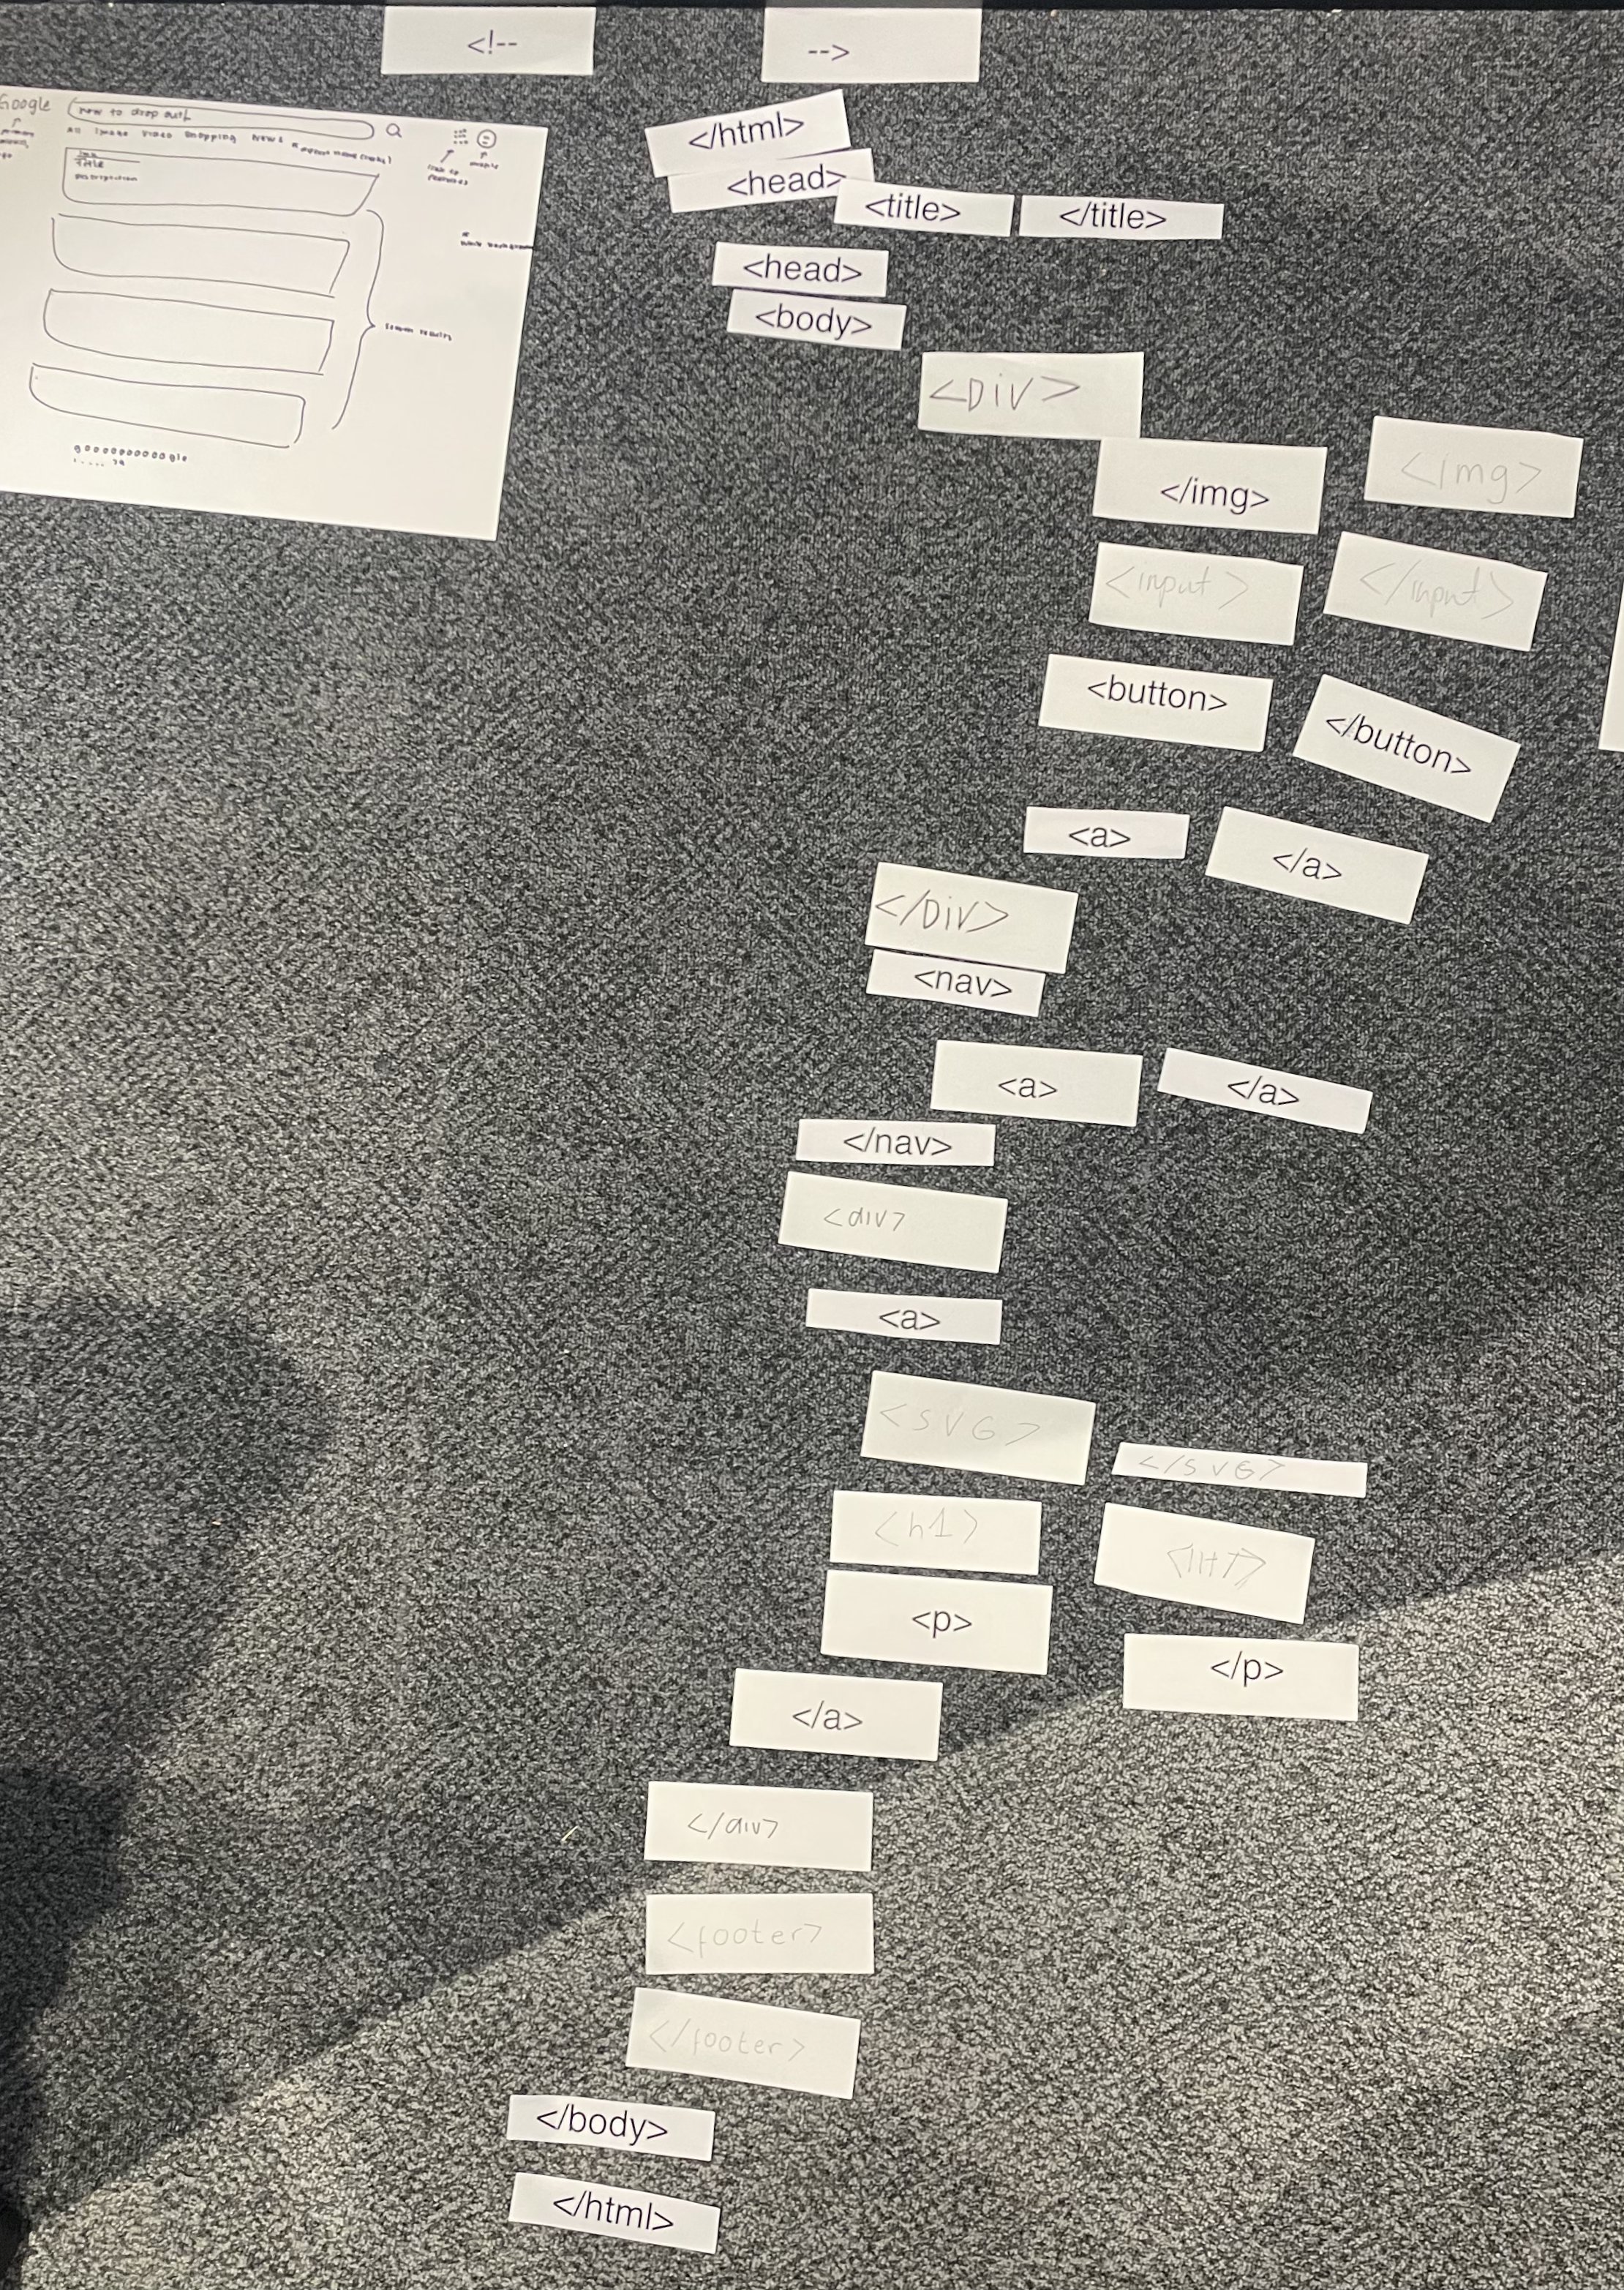 <!-- -->
Google
how to drop out
All Image Video Shopping News
Title
Description
search results
goooooooooogle
</html>
<head>
<title> </title>
<head>
<body>
<DIV>
</img> <img>
<input> </input>
<button> </button>
<a> </a>
</DIV>
<nav>
<a> </a>
</nav>
<div>
<a>
<SVG> </SVG>
<h1>
<p> </p>
</a>
</div>
<footer>
</footer>
</body>
</html>